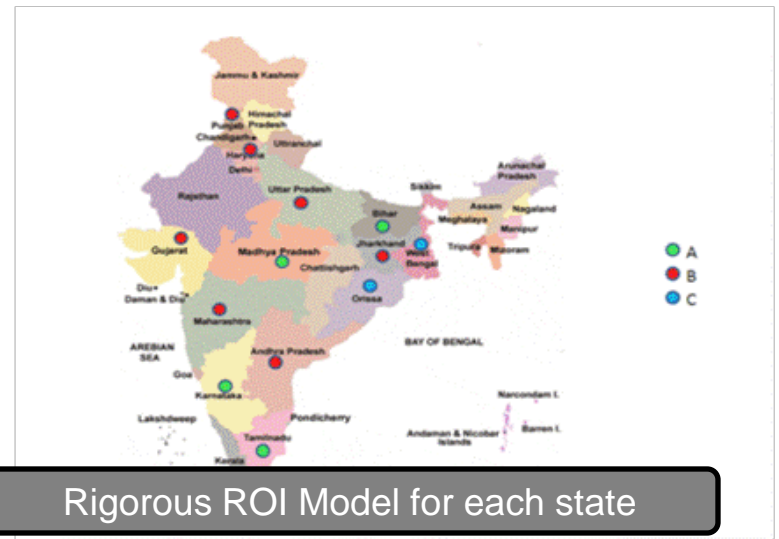 Jammu & Kashmir
Himachal
Pradesh
Punjab
Chandigarh
Uttranchal
Haryana
Delhi
Arunachal
Pradesh
Sikkim
Rajsthan
Uttar Pradesh
Assam
Nagaland
Bihar
Meghalaya
Manipur
Jharkhand
Tripura
Mizoram
West
Bengal
Gujarat
Madhya Pradesh
Chattishgarh
A
B
C
Orissa
Diu
Daman & Diu
Maharashtra
AREBIAN
SEA
Andhra Pradesh
BAY OF BENGAL
Goa
Karnataka
Narcondam I.
Lakshdweep
Pondicherry
Barren I.
Andaman & Nicobar
Islands
Tamilnadu
Kerala
Rigorous ROI Model for each state